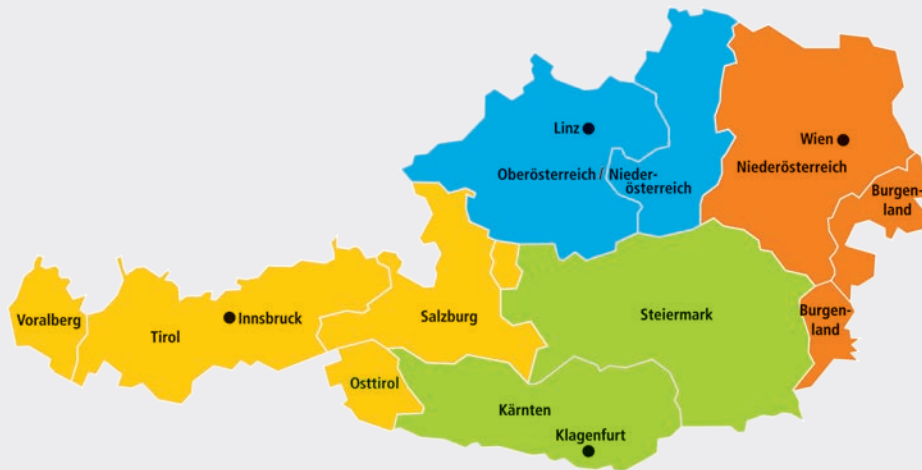 Linz
Wien
Oberösterreich / Nieder-
österreich
Niederösterreich
Burgen-
land
Voralberg
Tirol
Innsbruck
Salzburg
Steiermark
Burgen-
land
Osttirol
Kärnten
Klagenfurt